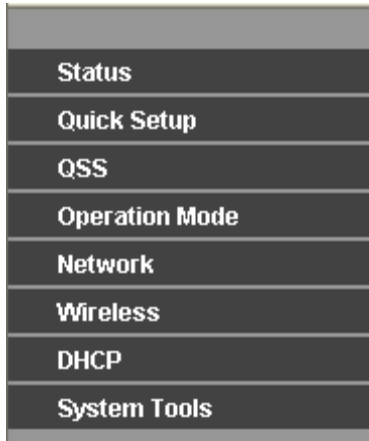 Status
Quick Setup
QSS
Operation Mode
Network
Wireless
DHCP
System Tools